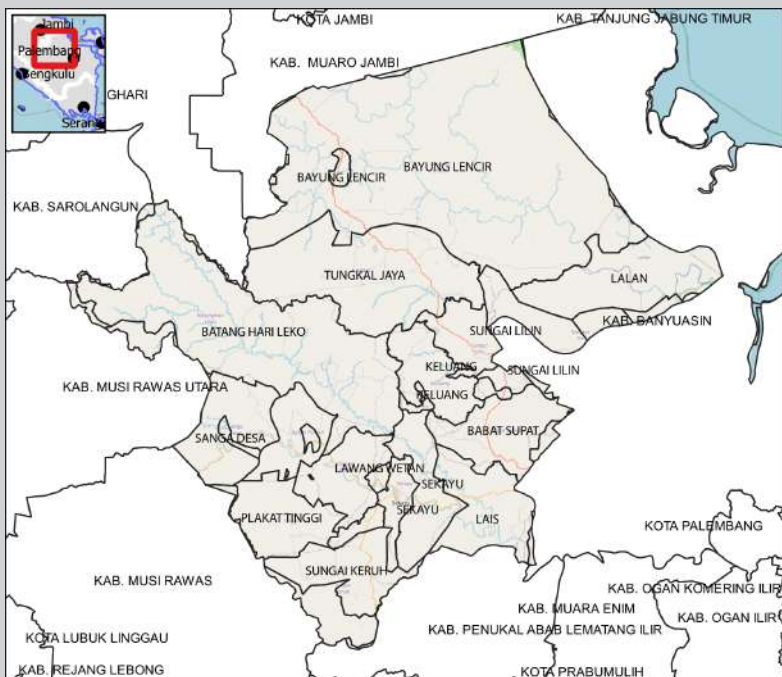 Jambi
Palembang
Bengkulu
Serang
KOTA JAMBI
KAB. TANJUNG JABUNG TIMUR
KAB. MUARO JAMBI
GHARI
BAYUNG LENCIR
BAYUNG LENCIR
KAB. SAROLANGUN
TUNGKAL JAYA
LALAN
KAB. BANYUASIN
BATANG HARI LEKO
SUNGAI LILIN
KELUANG
SUNGAI LILIN
KAB. MUSI RAWAS UTARA
KELUANG
BABAT SUPAT
SANGA DESA
LAWANG WETAN
SEKAYU
SEKAYU
PLAKAT TINGGI
LAIS
KOTA PALEMBANG
SUNGAI KERUH
KAB. MUSI RAWAS
KAB. OGAN KOMERING ILIR
KAB. MUARA ENIM
KAB. OGAN ILIR
KAB. PENUKAL ABAB LEMATANG ILIR
KOTA LUBUK LINGGAU
KAB. REJANG LEBONG
KOTA PRABUMULIH